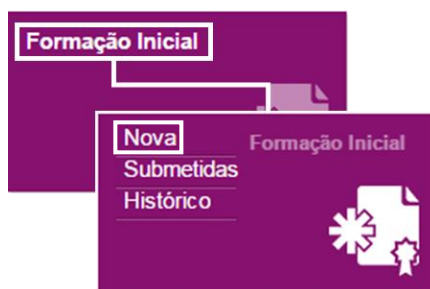 Formação Inicial
Nova
Formação Inicial
Submetidas
Histórico